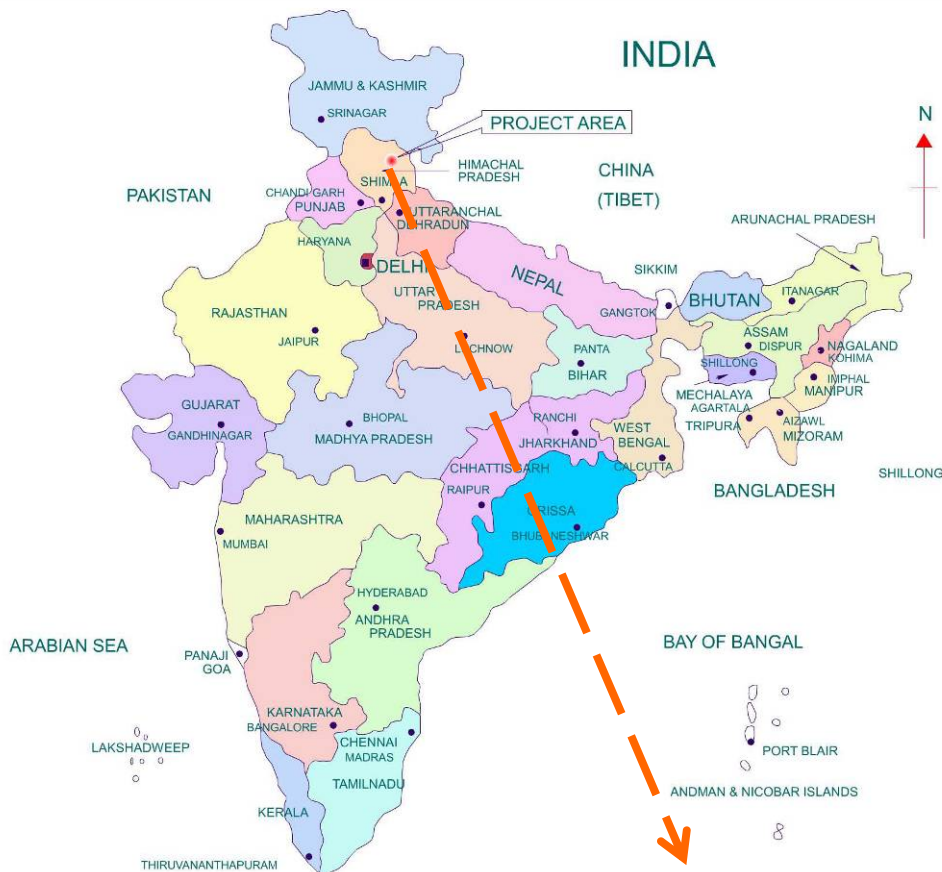 INDIA
JAMMU & KASHMIR
SRINAGAR
PROJECT AREA
N
HIMACHAL
PRADESH
SHIMLA
CHINA
(TIBET)
PAKISTAN
CHANDI GARH
PUNJAB
UTTARANCHAL
DEHRADUN
ARUNACHAL PRADESH
HARYANA
DELHI
NEPAL
SIKKIM
BHUTAN
ITANAGAR
UTTAR
PRADESH
GANGTOK
RAJASTHAN
ASSAM
DISPUR
NAGALAND
KOHIMA
JAIPUR
LUCHNOW
PANTA
BIHAR
SHILLONG
IMPHAL
MANIPUR
MECHALAYA
AGARTALA
TRIPURA
AIZAWL
MIZORAM
GUJARAT
GANDHINAGAR
BHOPAL
MADHYA PRADESH
RANCHI
JHARKHAND
WEST
BENGAL
CALCUTTA
CHHATTISGARH
RAIPUR
SHILLONG
BANGLADESH
ORISSA
BHUBANESHWAR
MAHARASHTRA
MUMBAI
HYDERABAD
ANDHRA
PRADESH
ARABIAN SEA
PANAJI
GOA
BAY OF BANGAL
KARNATAKA
BANGALORE
LAKSHADWEEP
CHENNAI
MADRAS
PORT BLAIR
TAMILNADU
ANDMAN & NICOBAR ISLANDS
KERALA
THIRUVANANTHAPURAM